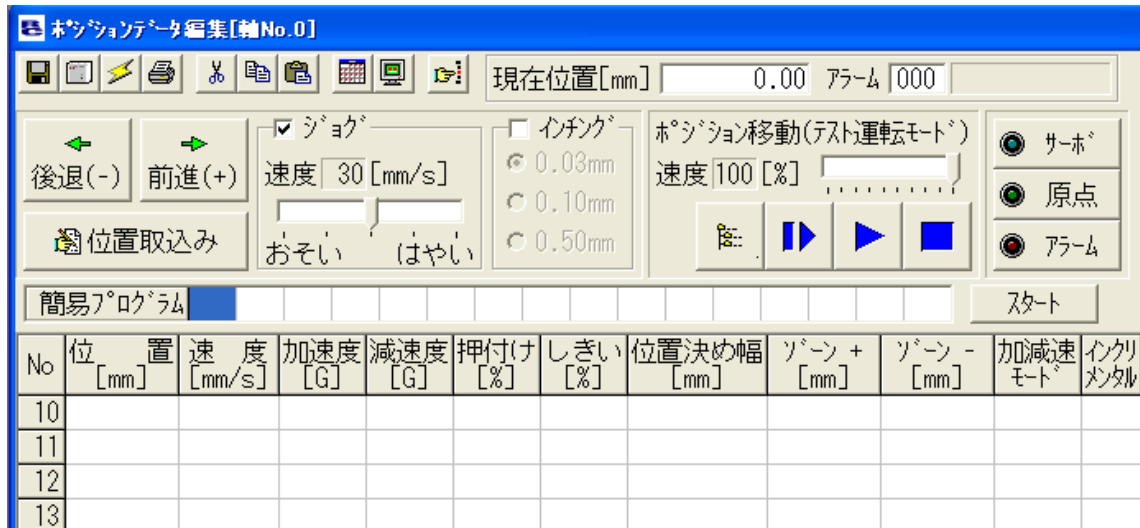 ﾎﾟｼﾞｼｮﾝﾃﾞｰﾀ編集[軸No.0]
現在位置[mm] 0.00 ｱﾗｰﾑ 000
後退(-) 前進(+)
位置取込み
ｼﾞｮｸﾞ
速度 30 [mm/s]
おそい はやい
ｲﾝﾁﾝｸﾞ
0.03mm
0.10mm
0.50mm
ﾎﾟｼﾞｼｮﾝ移動(ﾃｽﾄ運転ﾓｰﾄﾞ)
速度 100 [%]
ｻｰﾎﾞ
原点
ｱﾗｰﾑ
簡易ﾌﾟﾛｸﾞﾗﾑ ｽﾀｰﾄ
No 位 置 速 度 加速度 減速度 押付け しきい 位置決め幅 ｿﾞｰﾝ + ｿﾞｰﾝ - 加減速 ｲﾝｸﾘ
[mm] [mm/s] [G] [G] [%] [%] [mm] [mm] [mm] ﾓｰﾄﾞ ﾒﾝﾀﾙ
10
11
12
13